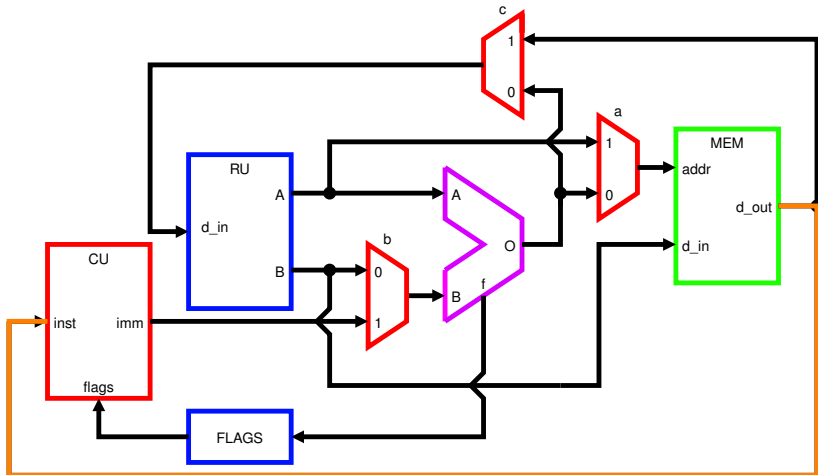 c
1
0
a
1
0
MEM
addr
d_out
d_in
RU
A
d_in
B
A
O
B
f
b
0
1
CU
inst
imm
flags
FLAGS